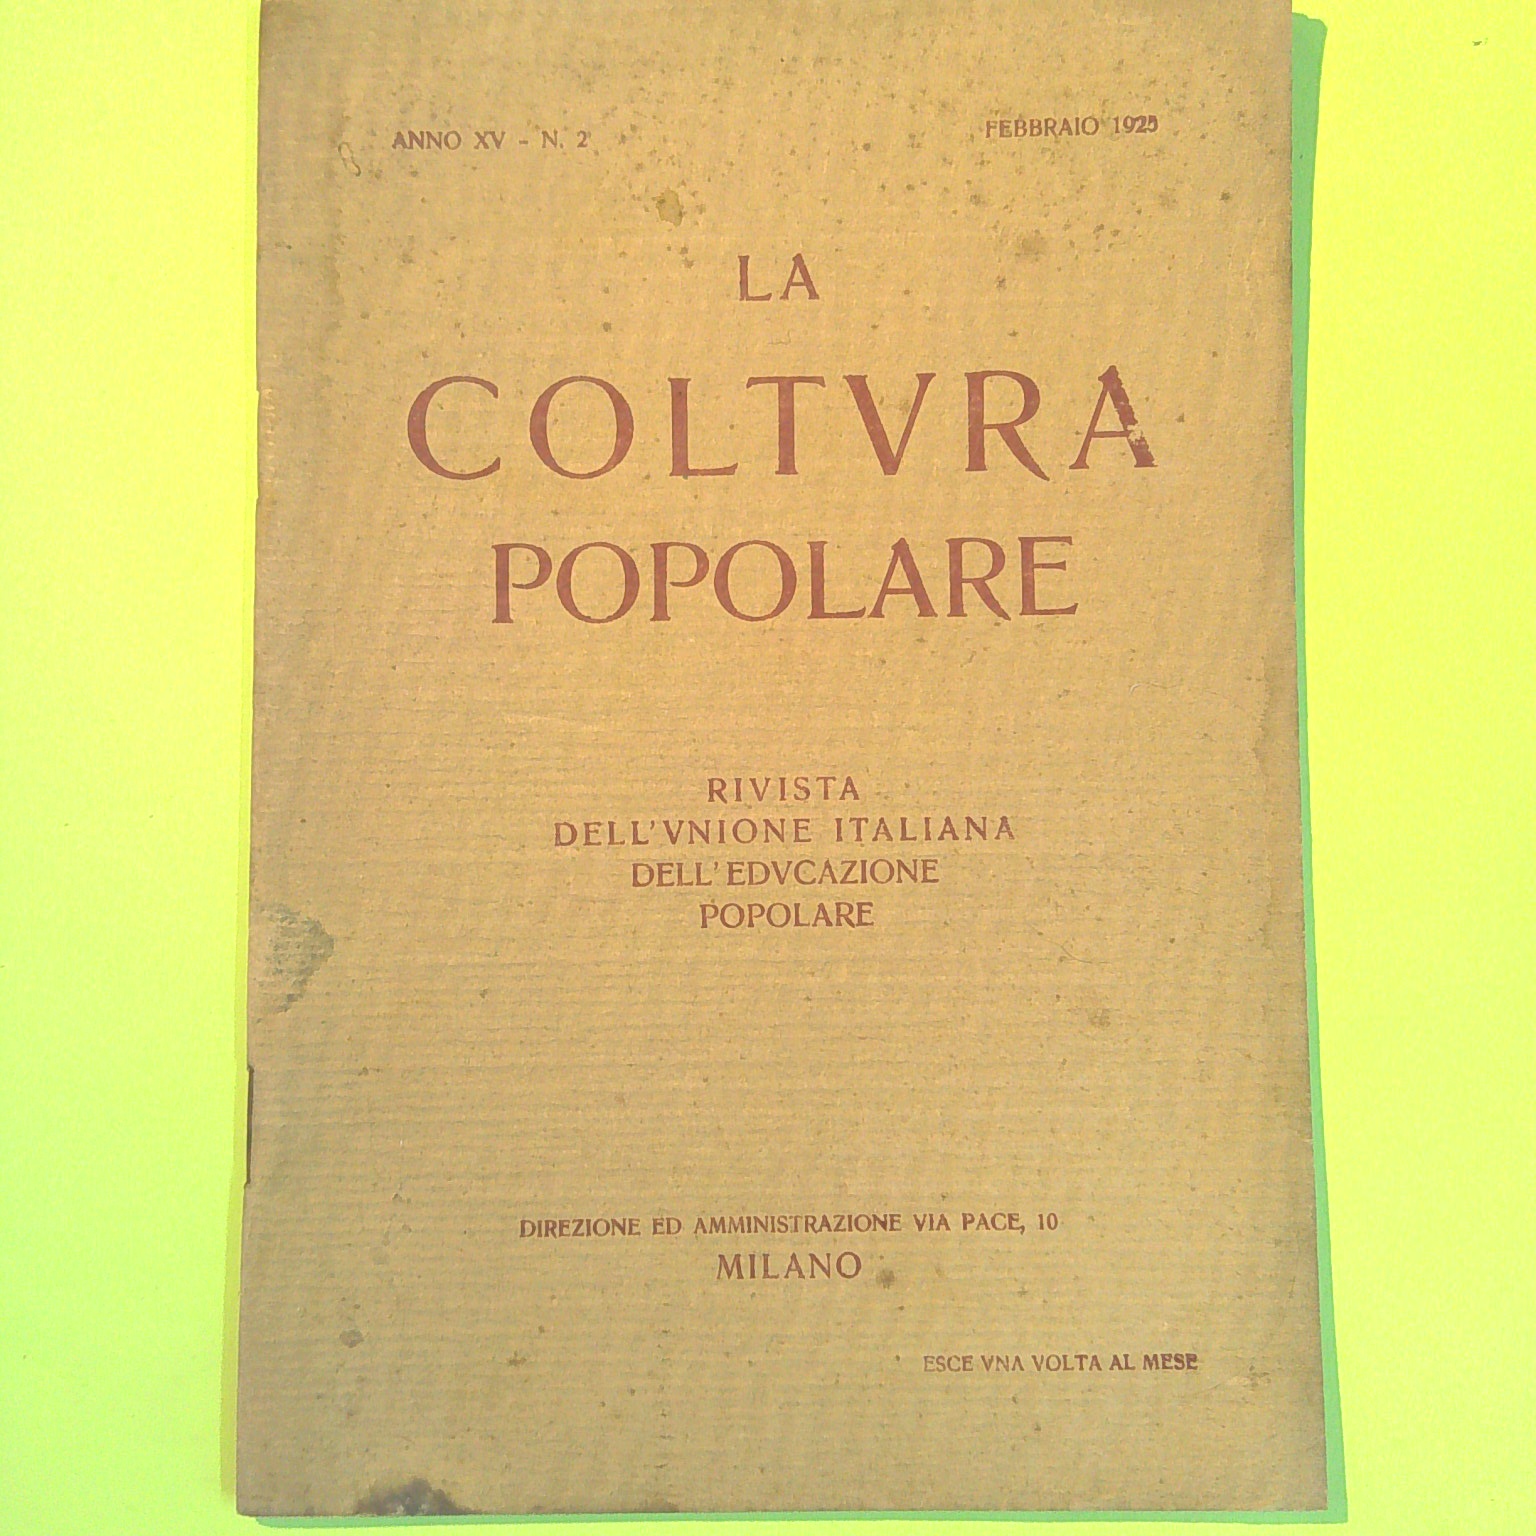 ANNO XV - N. 2
FEBBRAIO 1925
LA
COLTVRA
POPOLARE
RIVISTA
DELL'VNIONE ITALIANA
DELL'EDVCAZIONE
POPOLARE
DIREZIONE ED AMMINISTRAZIONE VIA PACE, 10
MILANO
ESCE VNA VOLTA AL MESE